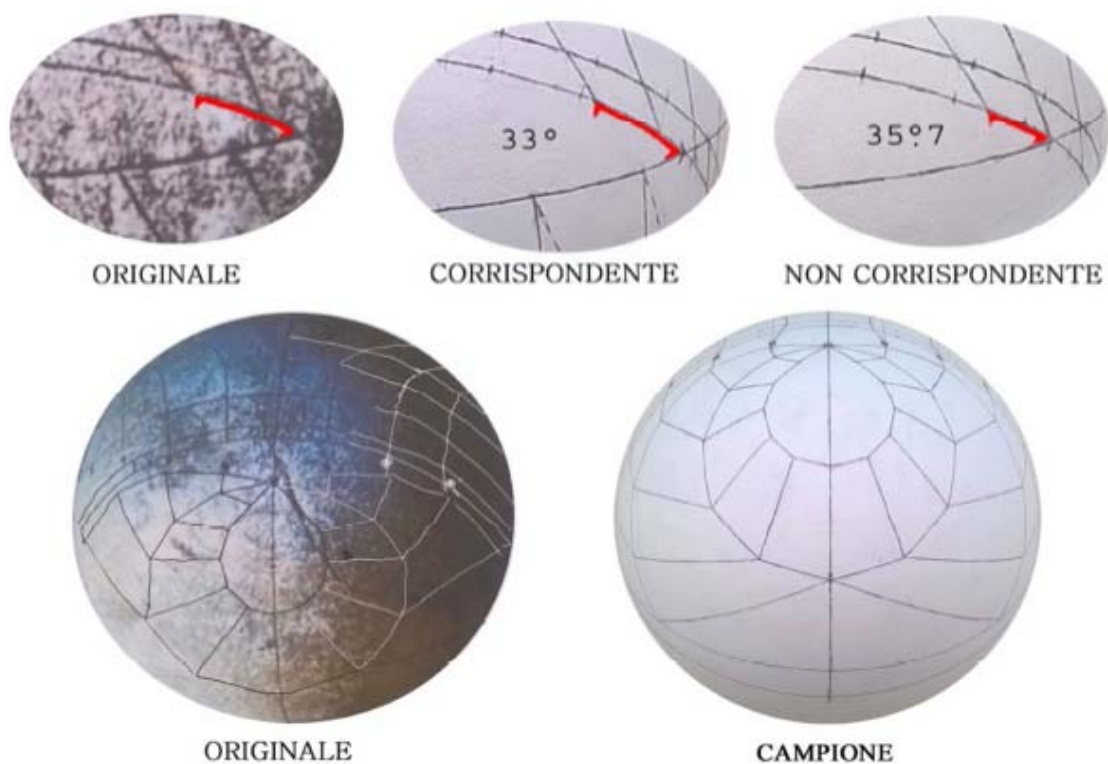 33°
35°.7
ORIGINALE
CORRISPONDENTE
NON CORRISPONDENTE
ORIGINALE
CAMPIONE